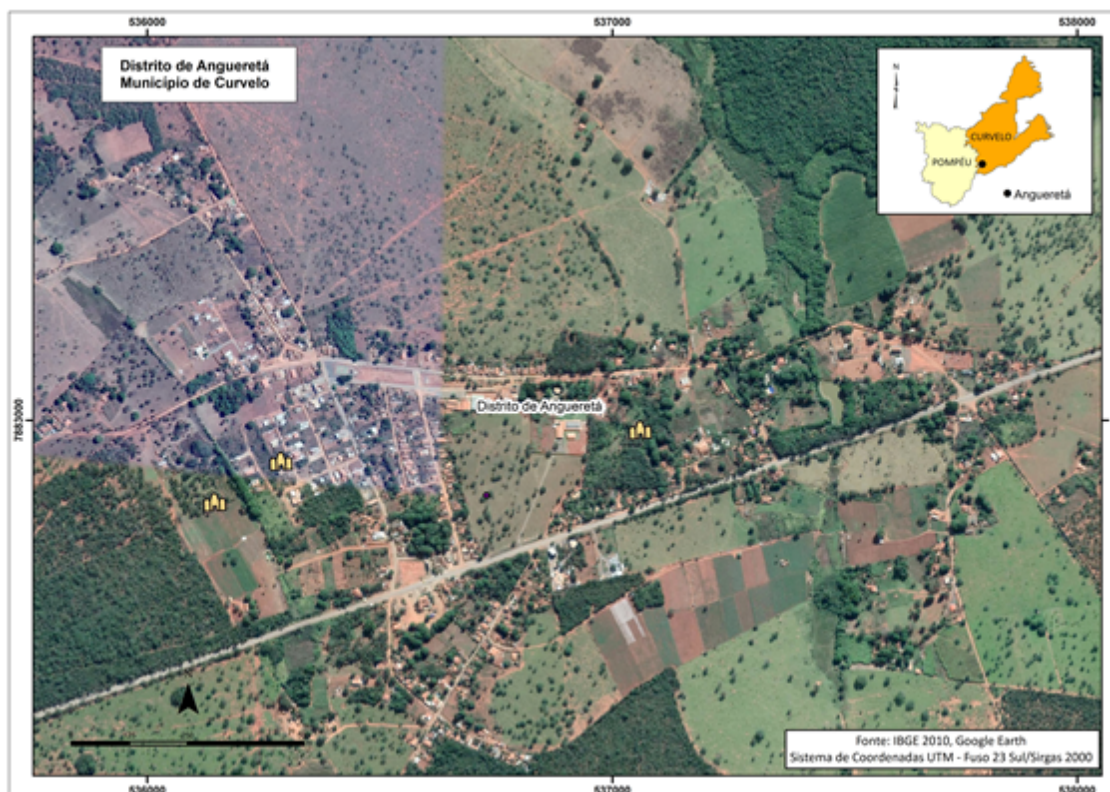 536000
537000
538000
Distrito de Angueretá
Município de Curvelo
N
CURVELO
POMPÉU
Angueretá
7883000
7883000
Distrito de Angueretá
Fonte: IBGE 2010, Google Earth
Sistema de Coordenadas UTM - Fuso 23 Sul/Sirgas 2000
536000
537000
538000